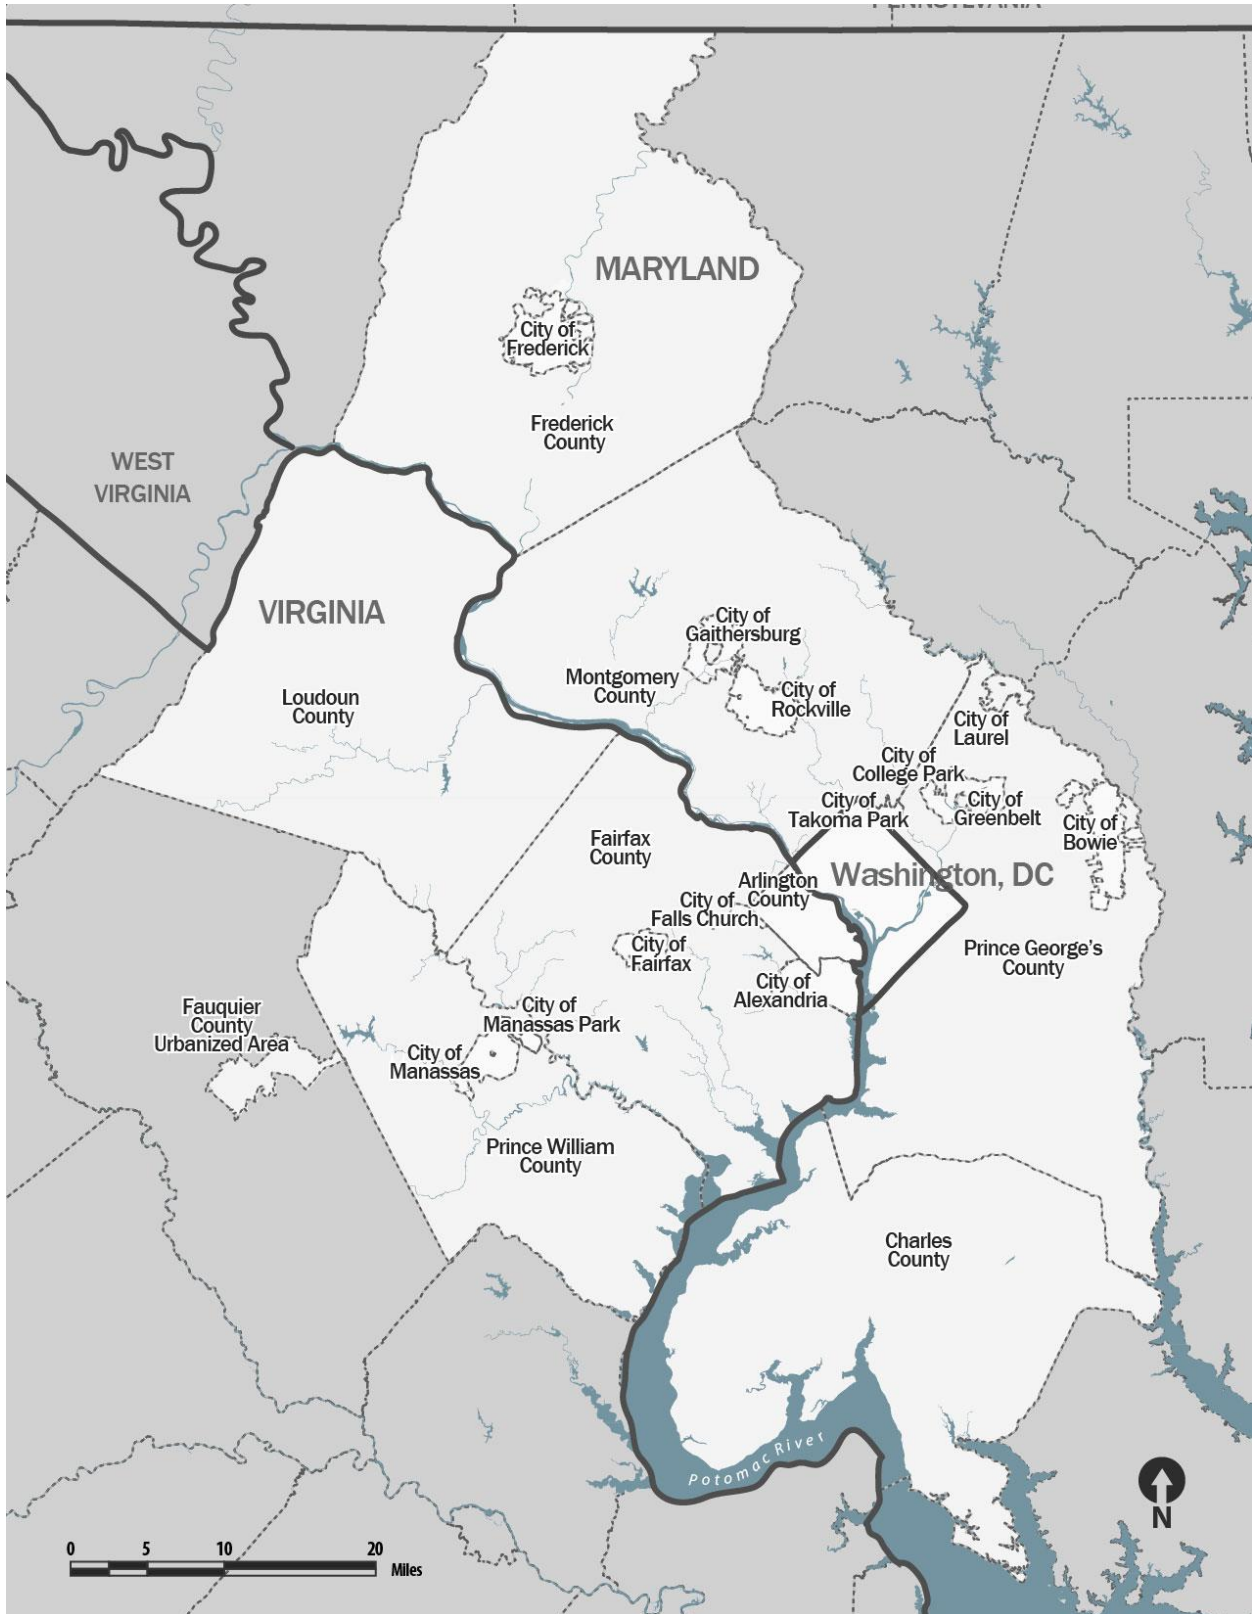 PENNSYLVANIA
MARYLAND
City of
Frederick
Frederick
County
WEST
VIRGINIA
VIRGINIA
City of
Gaithersburg
Montgomery
County
City of
Rockville
Loudoun
County
City of
Laurel
City of
College Park
City of
Takoma Park
City of
Greenbelt
City of
Bowie
Fairfax
County
Washington, DC
Arlington
County
City of
Falls Church
City of
Fairfax
Prince George's
County
City of
Alexandria
Fauquier
County
Urbanized Area
City of
Manassas Park
City of
Manassas
Prince William
County
Charles
County
Potomac River
N
0 5 10 20
Miles